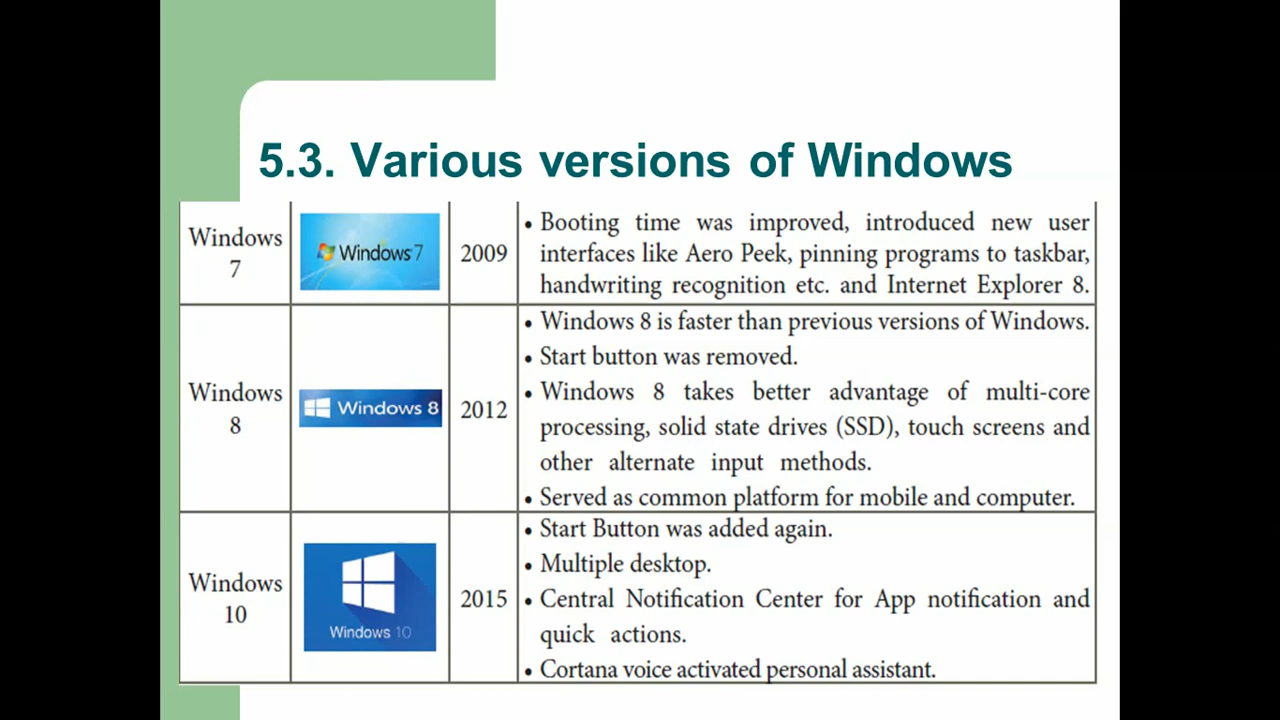 5.3. Various versions of Windows
Windows
7
Windows 7
2009
• Booting time was improved, introduced new user
interfaces like Aero Peek, pinning programs to taskbar,
handwriting recognition etc. and Internet Explorer 8.
Windows
8
Windows 8
2012
• Windows 8 is faster than previous versions of Windows.
• Start button was removed.
• Windows 8 takes better advantage of multi-core
processing, solid state drives (SSD), touch screens and
other alternate input methods.
• Served as common platform for mobile and computer.
Windows
10
Windows 10
2015
• Start Button was added again.
• Multiple desktop.
• Central Notification Center for App notification and
quick actions.
• Cortana voice activated personal assistant.